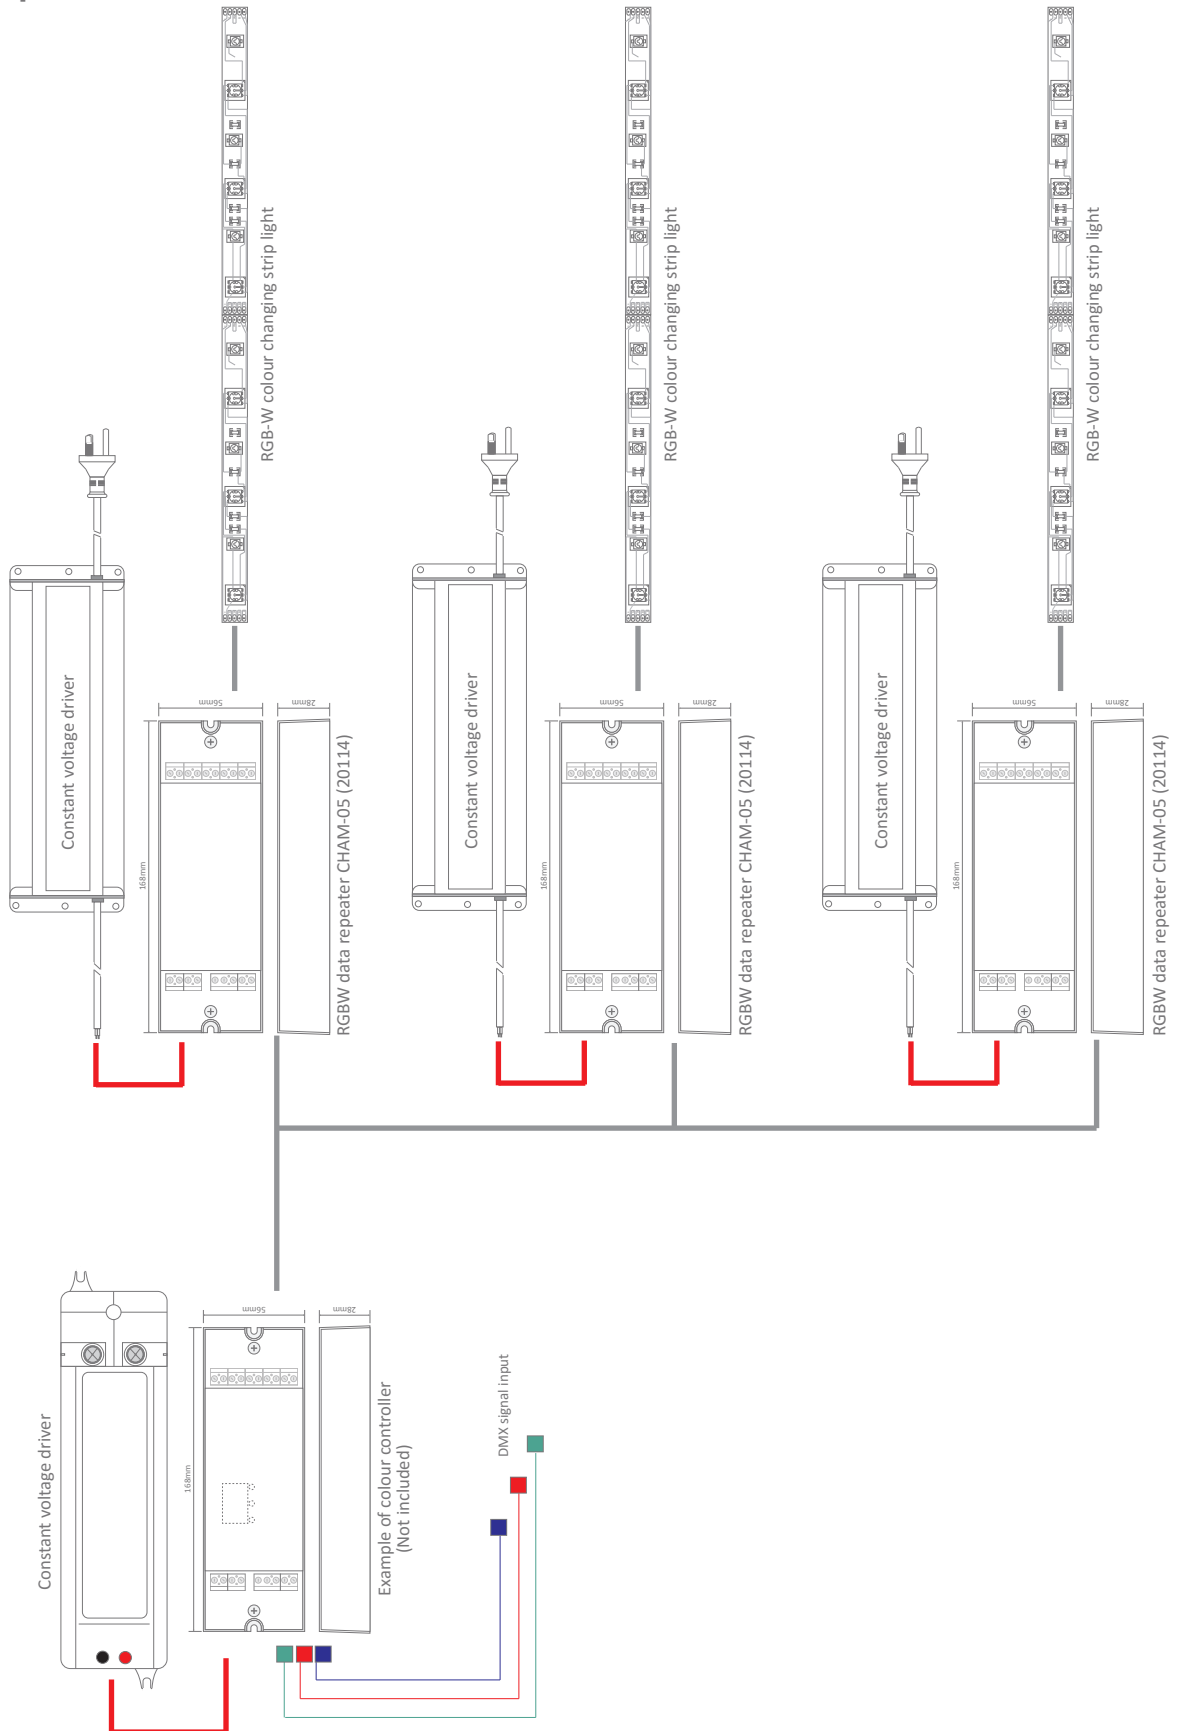 RGB-W colour changing strip light
RGB-W colour changing strip light
RGB-W colour changing strip light
Constant voltage driver
56mm
28mm
168mm
RGBW data repeater CHAM-05 (20114)
Constant voltage driver
56mm
28mm
168mm
RGBW data repeater CHAM-05 (20114)
Constant voltage driver
56mm
28mm
168mm
RGBW data repeater CHAM-05 (20114)
Constant voltage driver
56mm
28mm
168mm
Example of colour controller
(Not included)
DMX signal input